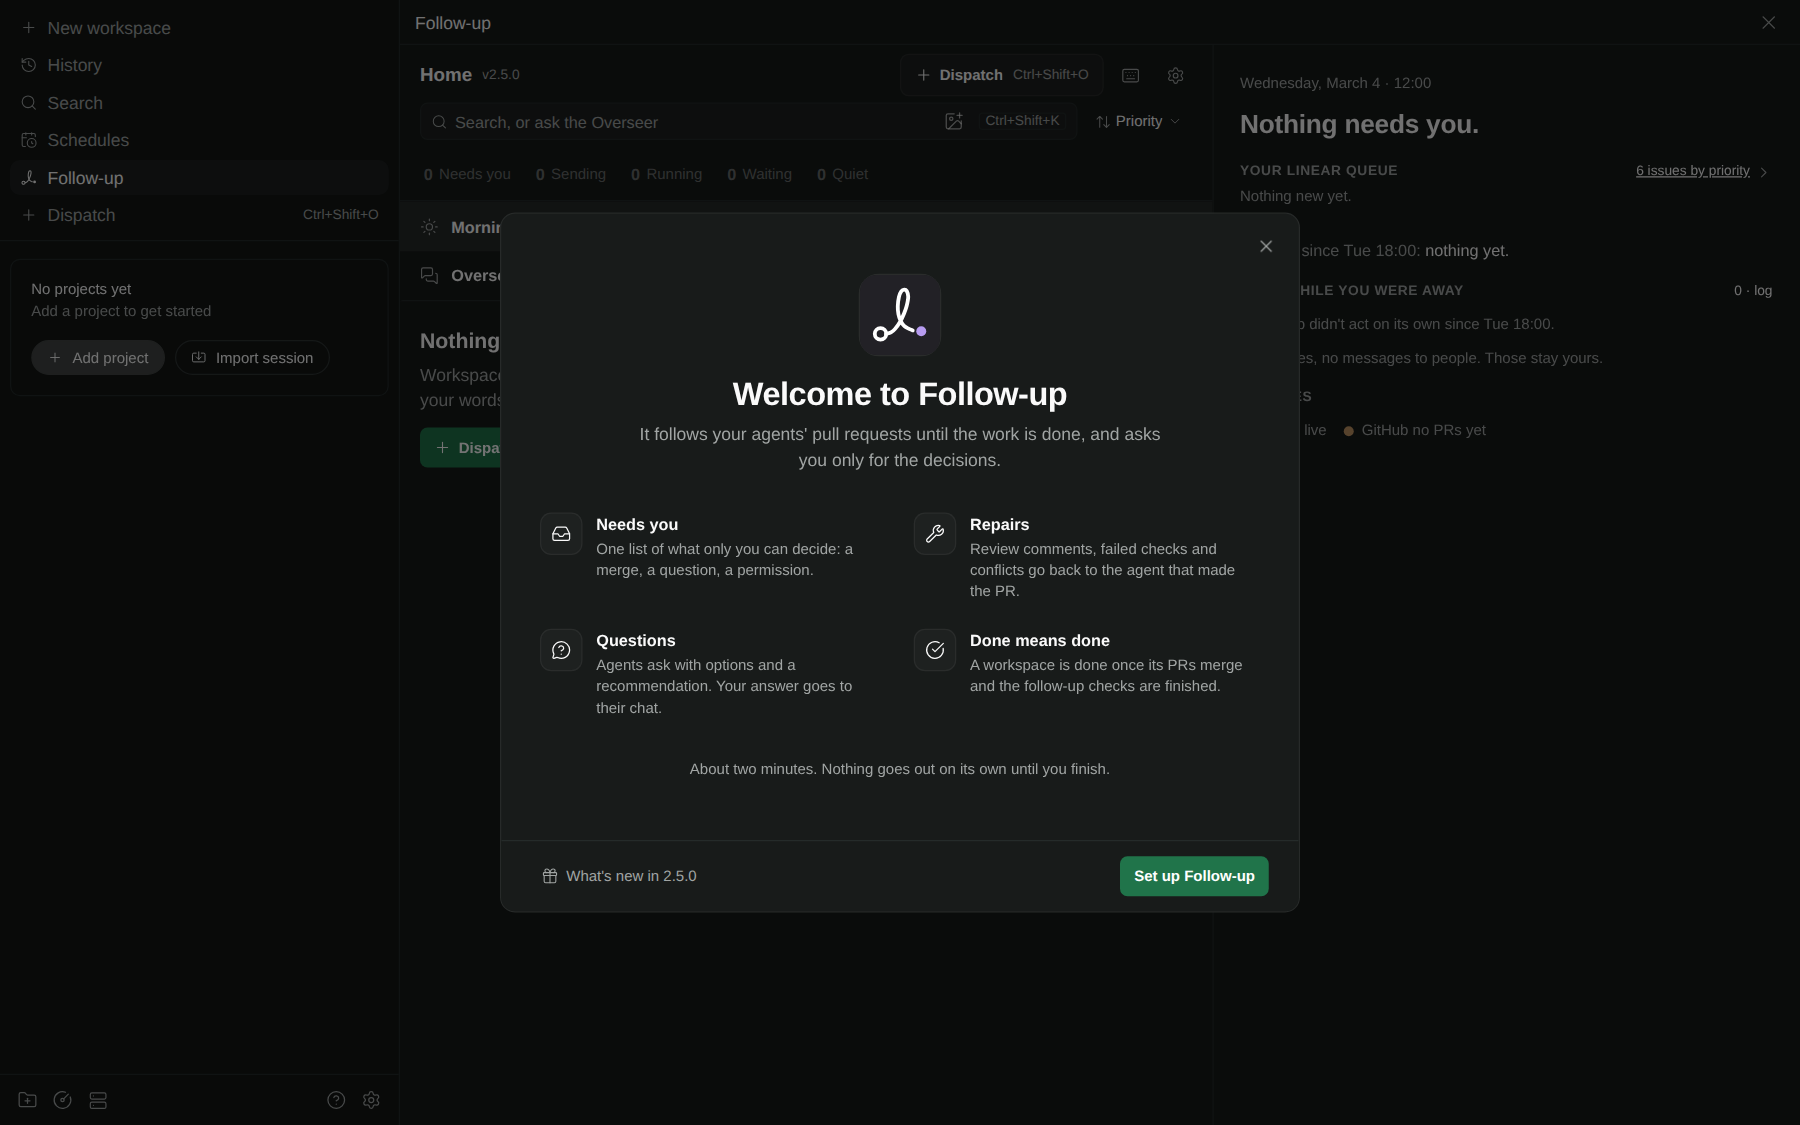 New workspace
History
Search
Schedules
Follow-up
Dispatch Ctrl+Shift+O
No projects yet
Add a project to get started
Add project
Import session
Follow-up
Home v2.5.0
Dispatch Ctrl+Shift+O
Search, or ask the Overseer
Ctrl+Shift+K
Priority
0 Needs you 0 Sending 0 Running 0 Waiting 0 Quiet
Nothing
your words
Wednesday, March 4 · 12:00
Nothing needs you.
YOUR LINEAR QUEUE
6 issues by priority
Nothing new yet.
since Tue 18:00: nothing yet.
WHILE YOU WERE AWAY
0 · log
didn't act on its own since Tue 18:00.
no messages to people. Those stay yours.
live
GitHub no PRs yet
Welcome to Follow-up
It follows your agents' pull requests until the work is done, and asks
you only for the decisions.
Needs you
One list of what only you can decide: a
merge, a question, a permission.
Repairs
Review comments, failed checks and
conflicts go back to the agent that made
the PR.
Questions
Agents ask with options and a
recommendation. Your answer goes to
their chat.
Done means done
A workspace is done once its PRs merge
and the follow-up checks are finished.
About two minutes. Nothing goes out on its own until you finish.
What's new in 2.5.0
Set up Follow-up